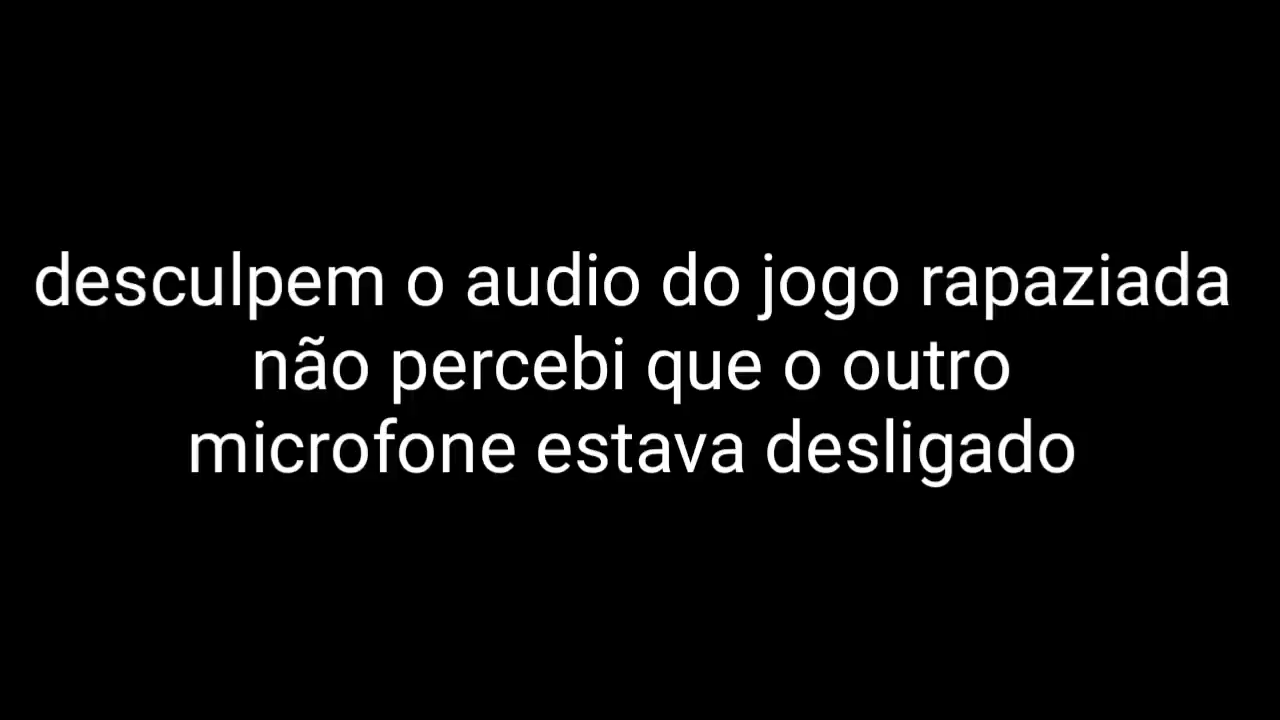 desculpem o audio do jogo rapaziada
não percebi que o outro
microfone estava desligado